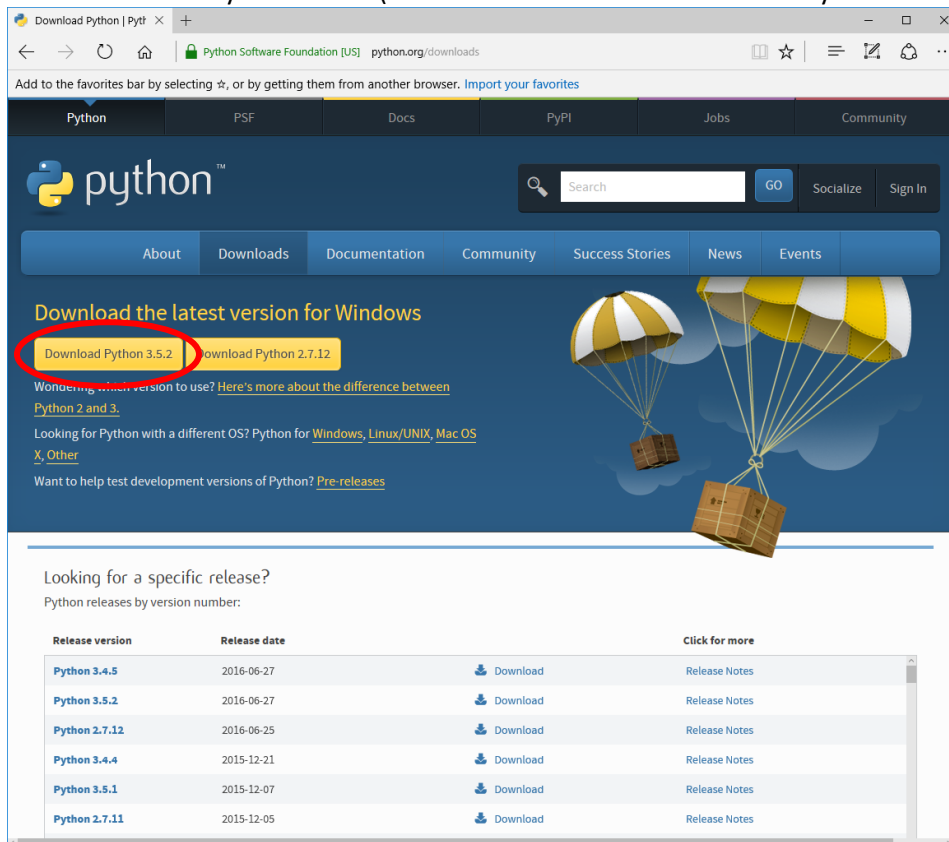 Download Python | Pyth
Python Software Foundation [US] python.org/downloads
Add to the favorites bar by selecting ☆, or by getting them from another browser. Import your favorites
Python PSF Docs PyPI Jobs Community
python™
Search GO Socialize Sign In
About Downloads Documentation Community Success Stories News Events
Download the latest version for Windows
Download Python 3.5.2 Download Python 2.7.12
Wondering which version to use? Here's more about the difference between
Python 2 and 3.
Looking for Python with a different OS? Python for Windows, Linux/UNIX, Mac OS
X, Other
Want to help test development versions of Python? Pre-releases
Looking for a specific release?
Python releases by version number:
Release version Release date Click for more
Python 3.4.5 2016-06-27 Download Release Notes
Python 3.5.2 2016-06-27 Download Release Notes
Python 2.7.12 2016-06-25 Download Release Notes
Python 3.4.4 2015-12-21 Download Release Notes
Python 3.5.1 2015-12-07 Download Release Notes
Python 2.7.11 2015-12-05 Download Release Notes